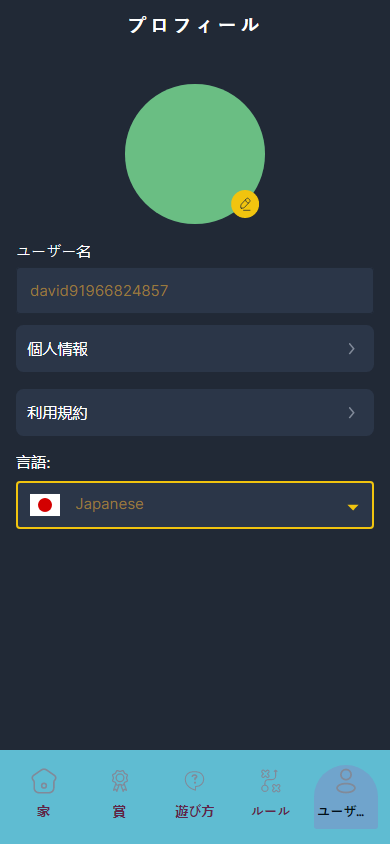 プロフィール
ユーザー名
david91966824857
個人情報
利用規約
言語:
Japanese
家
賞
遊び方
ルール
ユーザ...